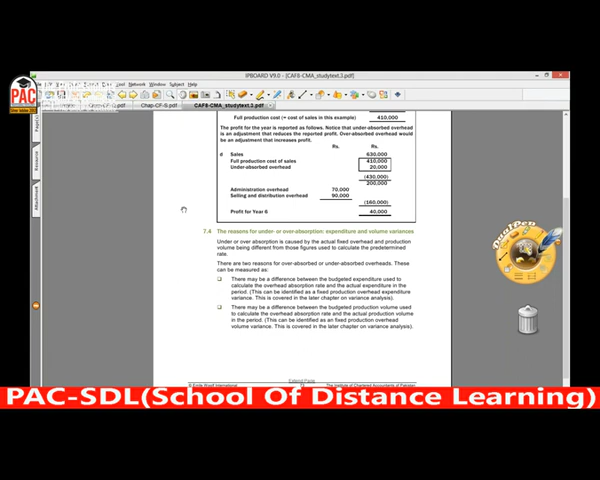 IPBOARD V9.0 - [CAF8-CMA_studytext.3.pdf]
Tool Network Window Subject Help
Chap-CF-S.pdf CAF8-CMA_studytext.3.pdf
PAC
Resource
Attachment
Full production cost (= cost of sales in this example) 410,000
The profit for the year is reported as follows. Notice that under-absorbed overhead
is an adjustment that reduces the reported profit. Over-absorbed overhead would
be an adjustment that increases profit.
Rs. Rs.
d Sales 630,000
Full production cost of sales 410,000
Under-absorbed overhead 20,000
(430,000)
200,000
Administration overhead 70,000
Selling and distribution overhead 90,000
(160,000)
Profit for Year 6 40,000
7.4 The reasons for under- or over-absorption: expenditure and volume variances
Under or over absorption is caused by the actual fixed overhead and production
volume being different from those figures used to calculate the predetermined
rate.
There are two reasons for over-absorbed or under-absorbed overheads. These
can be measured as:
There may be a difference between the budgeted expenditure used to
calculate the overhead absorption rate and the actual expenditure in the
period. (This can be identified as a fixed production overhead expenditure
variance. This is covered in the later chapter on variance analysis).
There may be a difference between the budgeted production volume used
to calculate the overhead absorption rate and the actual production volume
in the period. (This can be identified as an fixed production overhead
volume variance. This is covered in the later chapter on variance analysis).
DualPen
Extend Page
© Emile Woolf International The Institute of Chartered Accountants of Pakistan
PAC-SDL(School Of Distance Learning)